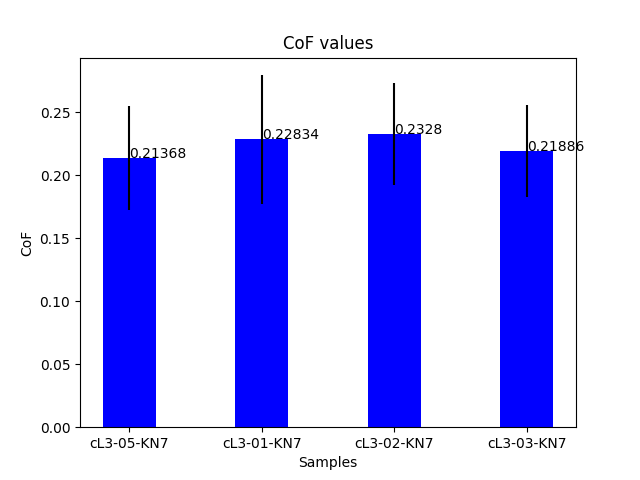 CoF values
0.25
0.20
0.15
0.10
0.05
0.00
CoF
0.21368
0.22834
0.2328
0.21886
cL3-05-KN7
cL3-01-KN7
cL3-02-KN7
cL3-03-KN7
Samples